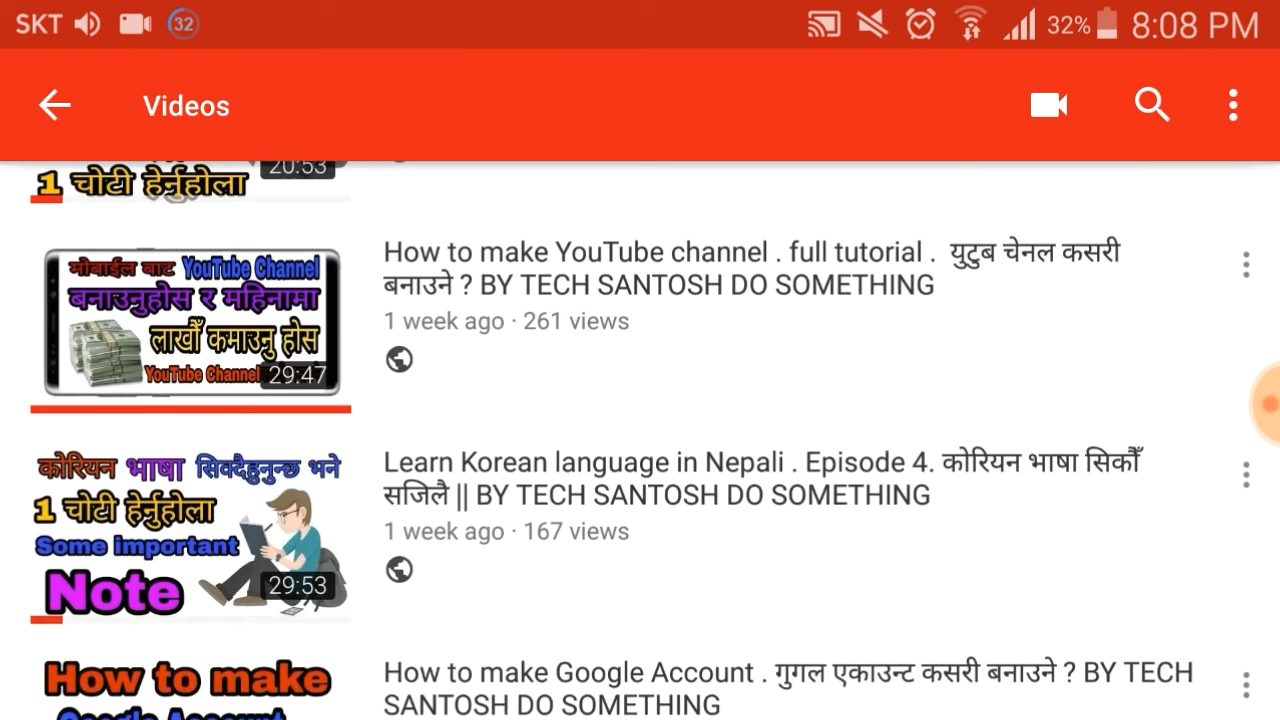 SKT 32 32% 8:08 PM
Videos
20:53
1 चोटी हेर्नुहोला
मोबाईल बाट YouTube Channel
बनाउनुहोस र महिनामा
लाखौँ कमाउनु होस
YouTube Channel 29:47
How to make YouTube channel . full tutorial . युटुब चेनल कसरी
बनाउने ? BY TECH SANTOSH DO SOMETHING
1 week ago · 261 views
कोरियन भाषा सिक्दैहुनुन्छ भने
1 चोटी हेर्नुहोला
Some important
Note
29:53
Learn Korean language in Nepali . Episode 4. कोरियन भाषा सिकौँ
सजिलै || BY TECH SANTOSH DO SOMETHING
1 week ago · 167 views
How to make
Google Account
How to make Google Account . गुगल एकाउन्ट कसरी बनाउने ? BY TECH
SANTOSH DO SOMETHING